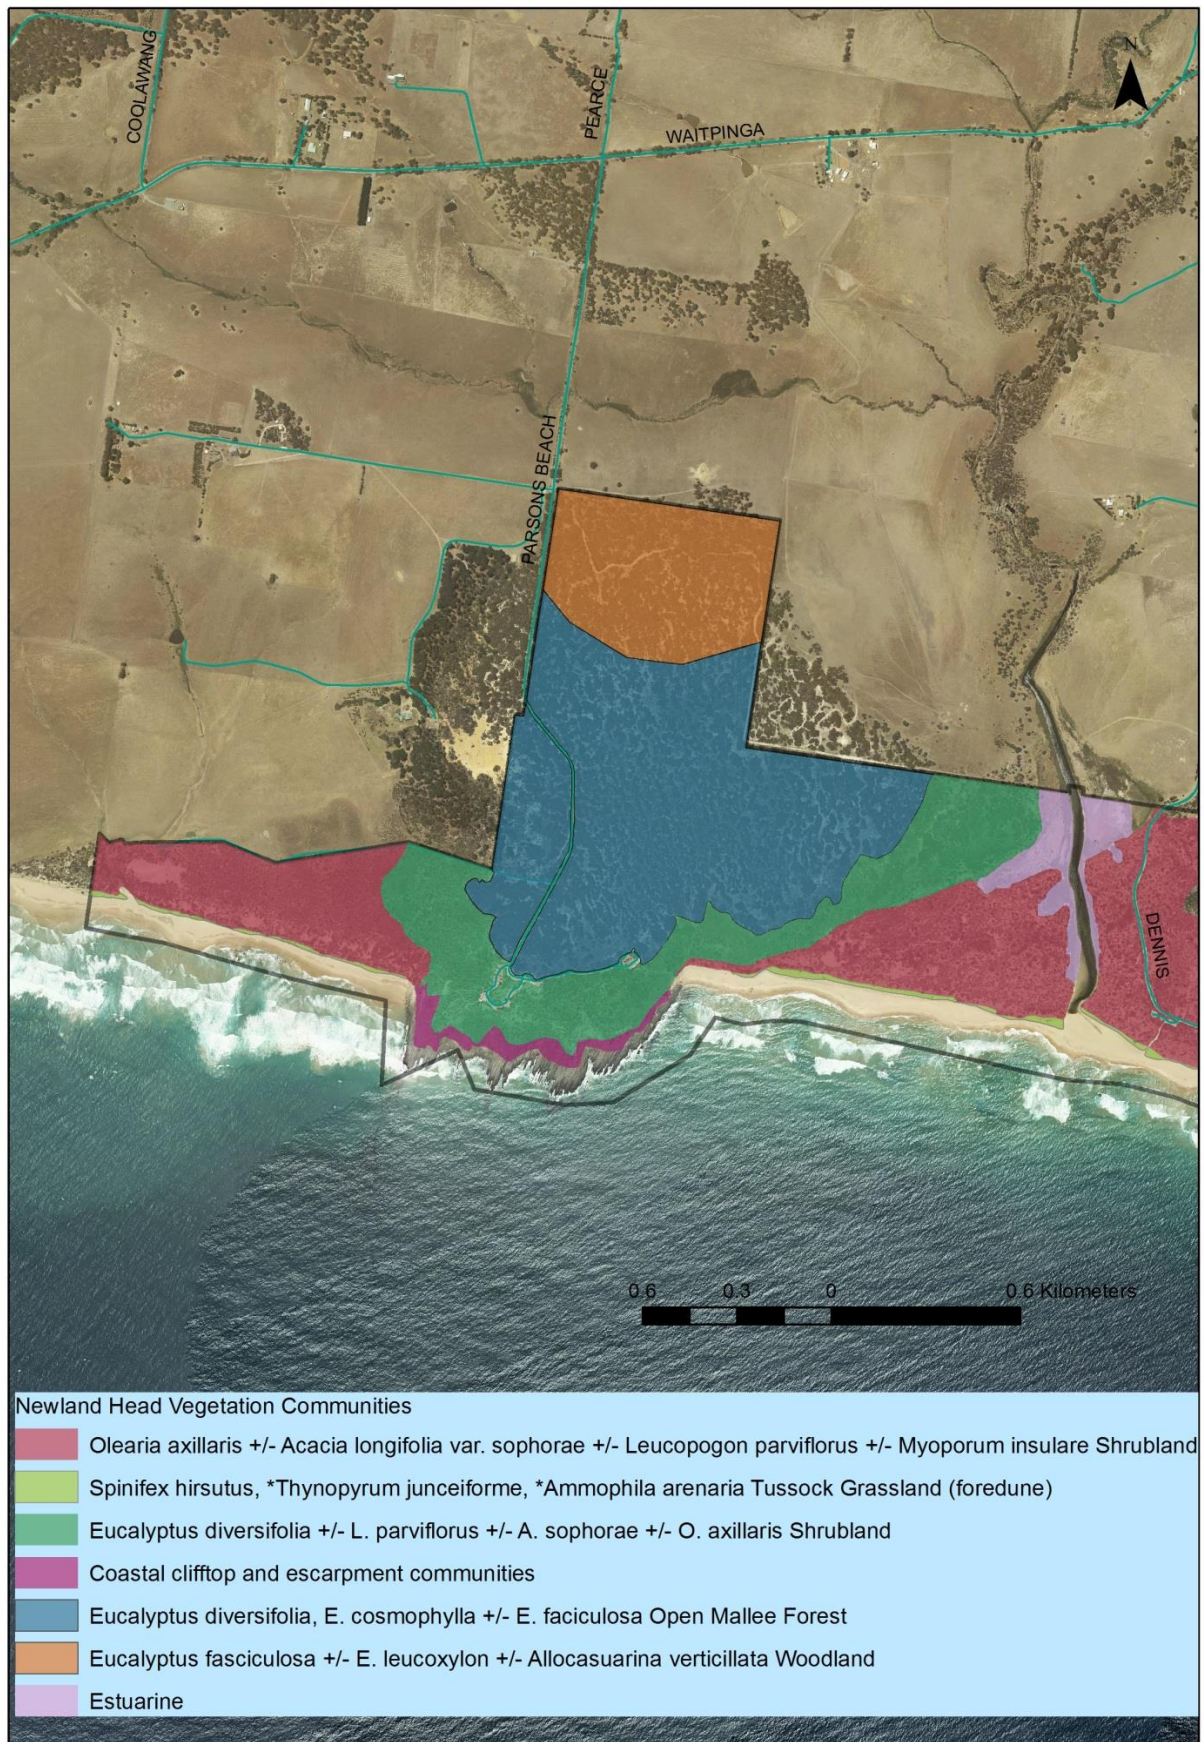 N
COOLAWANG
PEARCE
WAITPINGA
PARSONS BEACH
DENNIS
0.6 0.3 0 0.6 Kilometers
Newland Head Vegetation Communities
Olearia axillaris +/- Acacia longifolia var. sophorae +/- Leucopogon parviflorus +/- Myoporum insulare Shrubland
Spinifex hirsutus, *Thynopyrum junceiforme, *Ammophila arenaria Tussock Grassland (foredune)
Eucalyptus diversifolia +/- L. parviflorus +/- A. sophorae +/- O. axillaris Shrubland
Coastal clifftop and escarpment communities
Eucalyptus diversifolia, E. cosmophylla +/- E. faciculosa Open Mallee Forest
Eucalyptus fasciculosa +/- E. leucoxylon +/- Allocasuarina verticillata Woodland
Estuarine